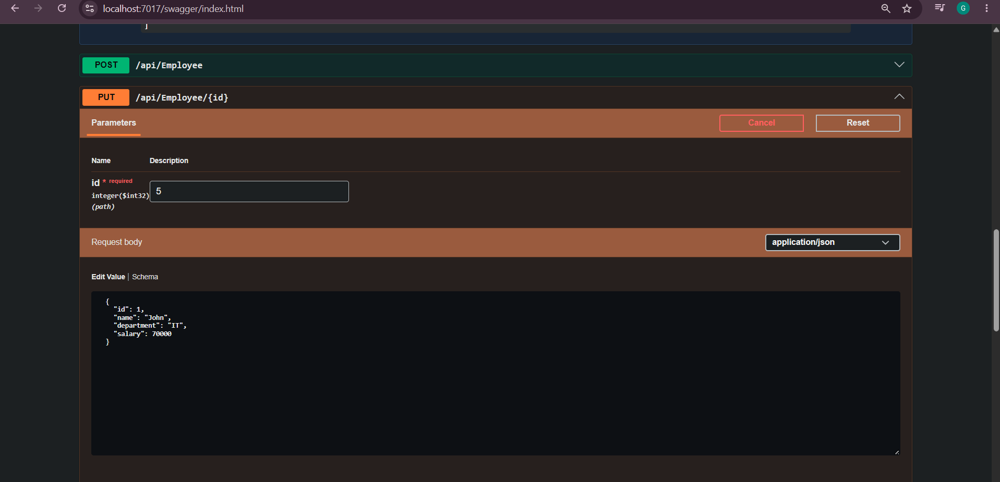 localhost:7017/swagger/index.html
G
]
POST /api/Employee
PUT /api/Employee/{id}
Parameters
Cancel
Reset
Name Description
id * required
integer($int32)
(path)
5
Request body
application/json
Edit Value | Schema
{
  "id": 1,
  "name": "John",
  "department": "IT",
  "salary": 70000
}